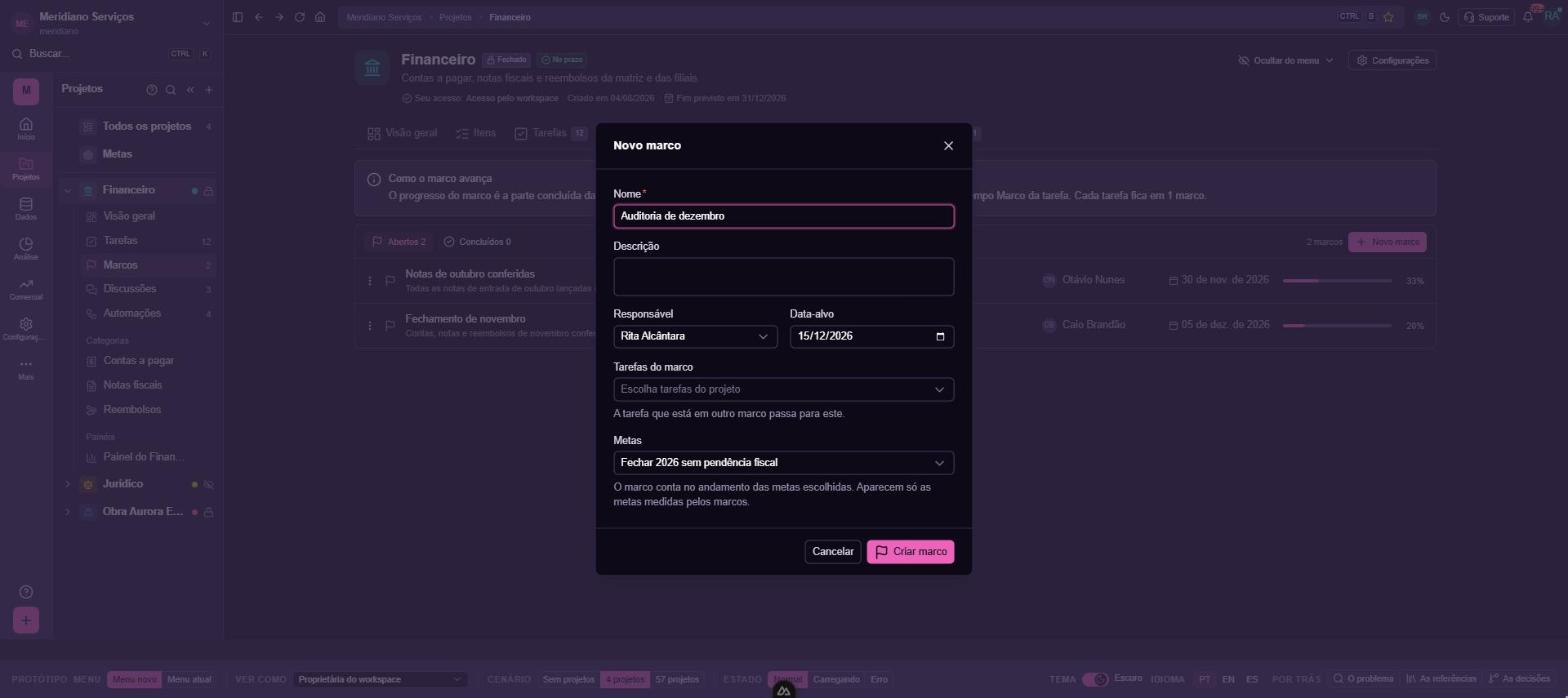 ME
Meridiano Serviços
meridiano
Meridiano Serviços
Projetos
Financeiro
CTRL
B
BR
Suporte
RA
Buscar...
CTRL
K
M
Início
Projetos
Dados
Análise
Comercial
Configuraç...
Mais
Projetos
Todos os projetos
4
Metas
Financeiro
Visão geral
Tarefas
12
Marcos
2
Discussões
3
Automações
4
Categorias
Contas a pagar
Notas fiscais
Reembolsos
Painéis
Painel do Finan...
Jurídico
Obra Aurora E...
Financeiro
Fechado
No prazo
Contas a pagar, notas fiscais e reembolsos da matriz e das filiais
Seu acesso: Acesso pelo workspace
Criado em 04/08/2026
Fim previsto em 31/12/2026
Ocultar do menu
Configurações
Visão geral
Itens
Tarefas
12
1
Como o marco avança
O progresso do marco é a parte concluída da
mpo Marco da tarefa. Cada tarefa fica em 1 marco.
Abertos 2
Concluídos 0
2 marcos
Novo marco
Notas de outubro conferidas
Todas as notas de entrada de outubro lançadas
Otávio Nunes
30 de nov. de 2026
33%
Fechamento de novembro
Contas, notas e reembolsos de novembro confe
CB
Caio Brandão
05 de dez. de 2026
20%
Novo marco
Nome*
Auditoria de dezembro
Descrição
Responsável
Data-alvo
Rita Alcântara
15/12/2026
Tarefas do marco
Escolha tarefas do projeto
A tarefa que está em outro marco passa para este.
Metas
Fechar 2026 sem pendência fiscal
O marco conta no andamento das metas escolhidas. Aparecem só as
metas medidas pelos marcos.
Cancelar
Criar marco
PROTÓTIPO
MENU
Menu novo
Menu atual
VER COMO
Proprietária do workspace
CENÁRIO
Sem projetos
4 projetos
57 projetos
ESTADO
Normal
Carregando
Erro
TEMA
Escuro
IDIOMA
PT
EN
ES
POR TRÁS
O problema
As referências
As decisões